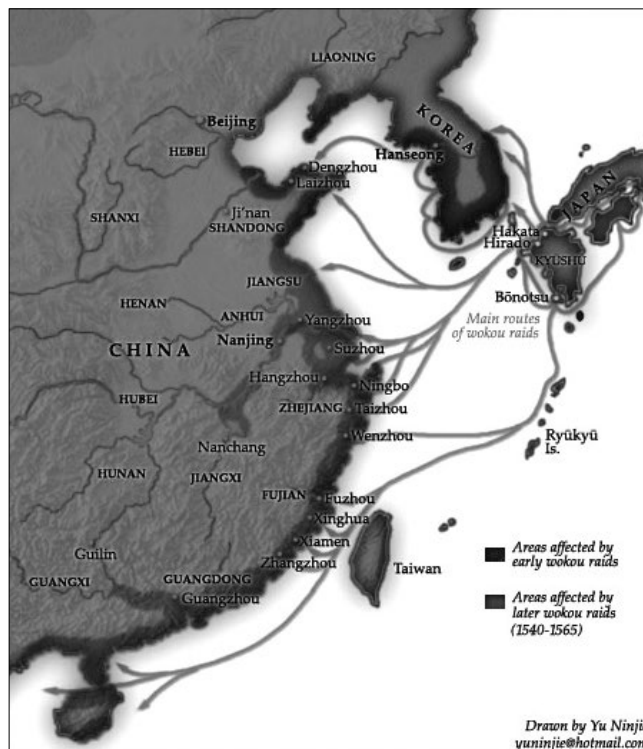 LIAONING
Beijing
HEBEI
KOREA
Hanseong
Dengzhou
Laizhou
SHANXI
Ji'nan
SHANDONG
JAPAN
Hakata
Hirado
KYUSHU
JIANGSU
HENAN
ANHUI
Bōnotsu
Yangzhou
Main routes
of wokou raids
Nanjing
Suzhou
CHINA
Hangzhou
Ningbo
HUBEI
ZHEJIANG
Taizhou
Wenzhou
Ryūkyū
Is.
Nanchang
HUNAN
JIANGXI
FUJIAN
Fuzhou
Xinghua
Xiamen
Guilin
Zhangzhou
Taiwan
GUANGXI
GUANGDONG
Guangzhou
Areas affected by
early wokou raids
Areas affected by
later wokou raids
(1540-1565)
Drawn by Yu Ninji
yuninjie@hotmail.com